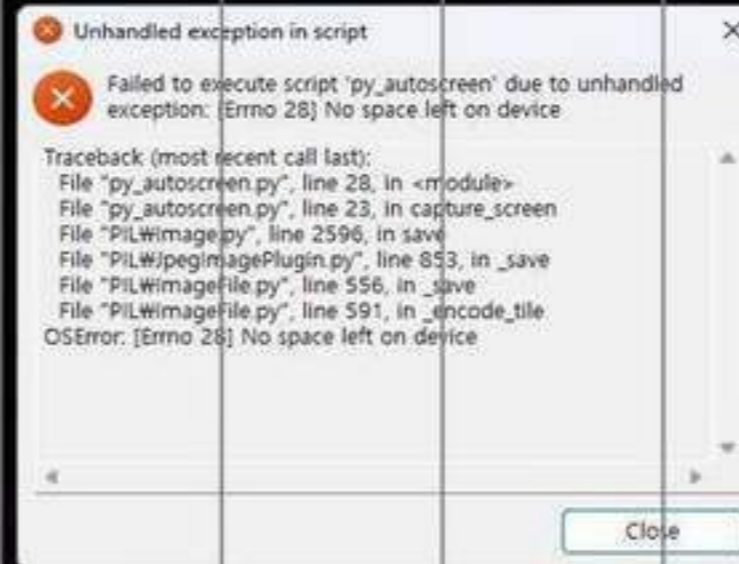 Unhandled exception in script
Failed to execute script 'py_autoscreen' due to unhandled
exception: [Errno 28] No space left on device
Traceback (most recent call last):
File "py_autoscreen.py", line 28, in <module>
File "py_autoscreen.py", line 23, in capture_screen
File "PIL₩Image.py", line 2596, in save
File "PIL₩JpegImagePlugin.py", line 853, in _save
File "PIL₩ImageFile.py", line 556, in _save
File "PIL₩ImageFile.py", line 591, in _encode_tile
OSError: [Errno 28] No space left on device
Close